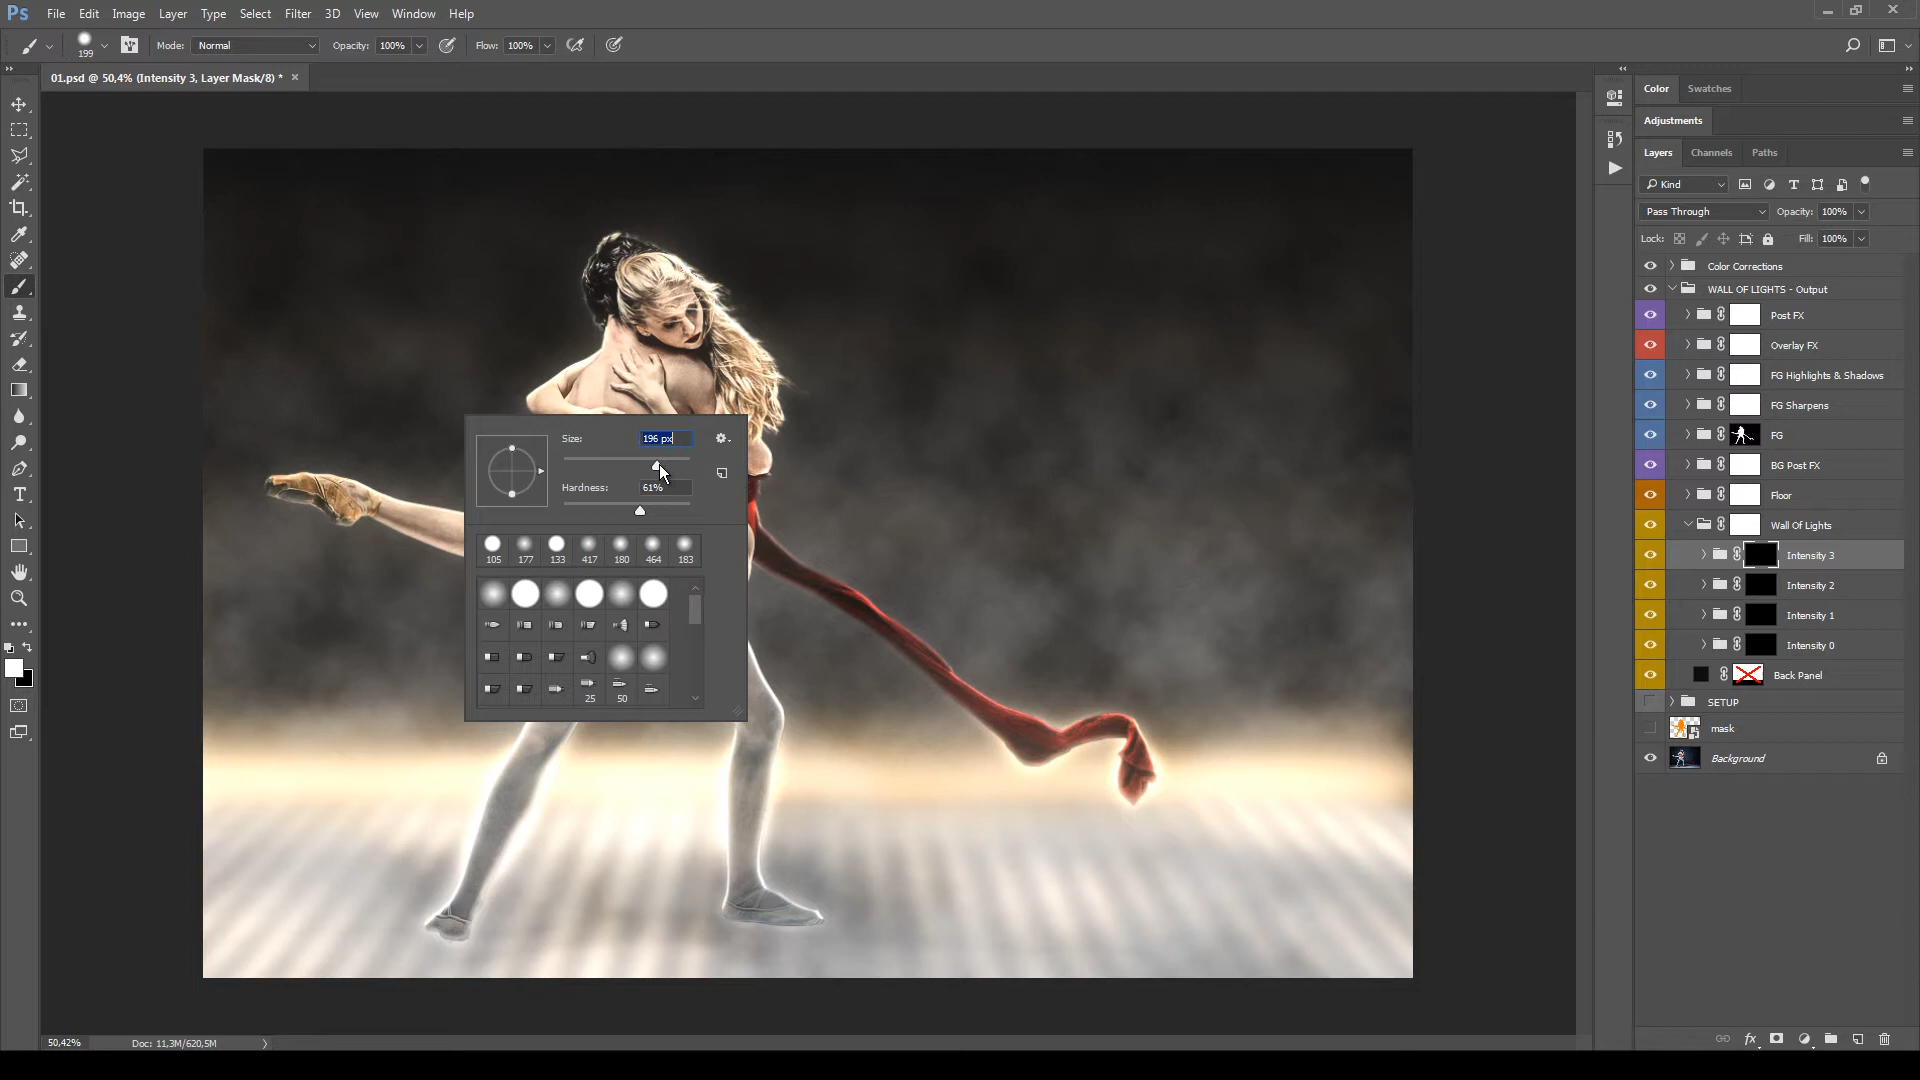 Ps File Edit Image Layer Type Select Filter 3D View Window Help
199 Mode: Normal Opacity: 100% Flow: 100%
01.psd @ 50,4% (Intensity 3, Layer Mask/8) * ×
Color Swatches
Adjustments
Layers Channels Paths
Kind
Pass Through Opacity: 100%
Lock: Fill: 100%
Color Corrections
WALL OF LIGHTS - Output
Post FX
Overlay FX
FG Highlights & Shadows
FG Sharpens
FG
BG Post FX
Floor
Wall Of Lights
Intensity 3
Intensity 2
Intensity 1
Intensity 0
Back Panel
SETUP
mask
Background
Size: 196 px
Hardness: 61%
105 177 133 417 180 464 183
25 50
50,42% Doc: 11,3M/620,5M
fx